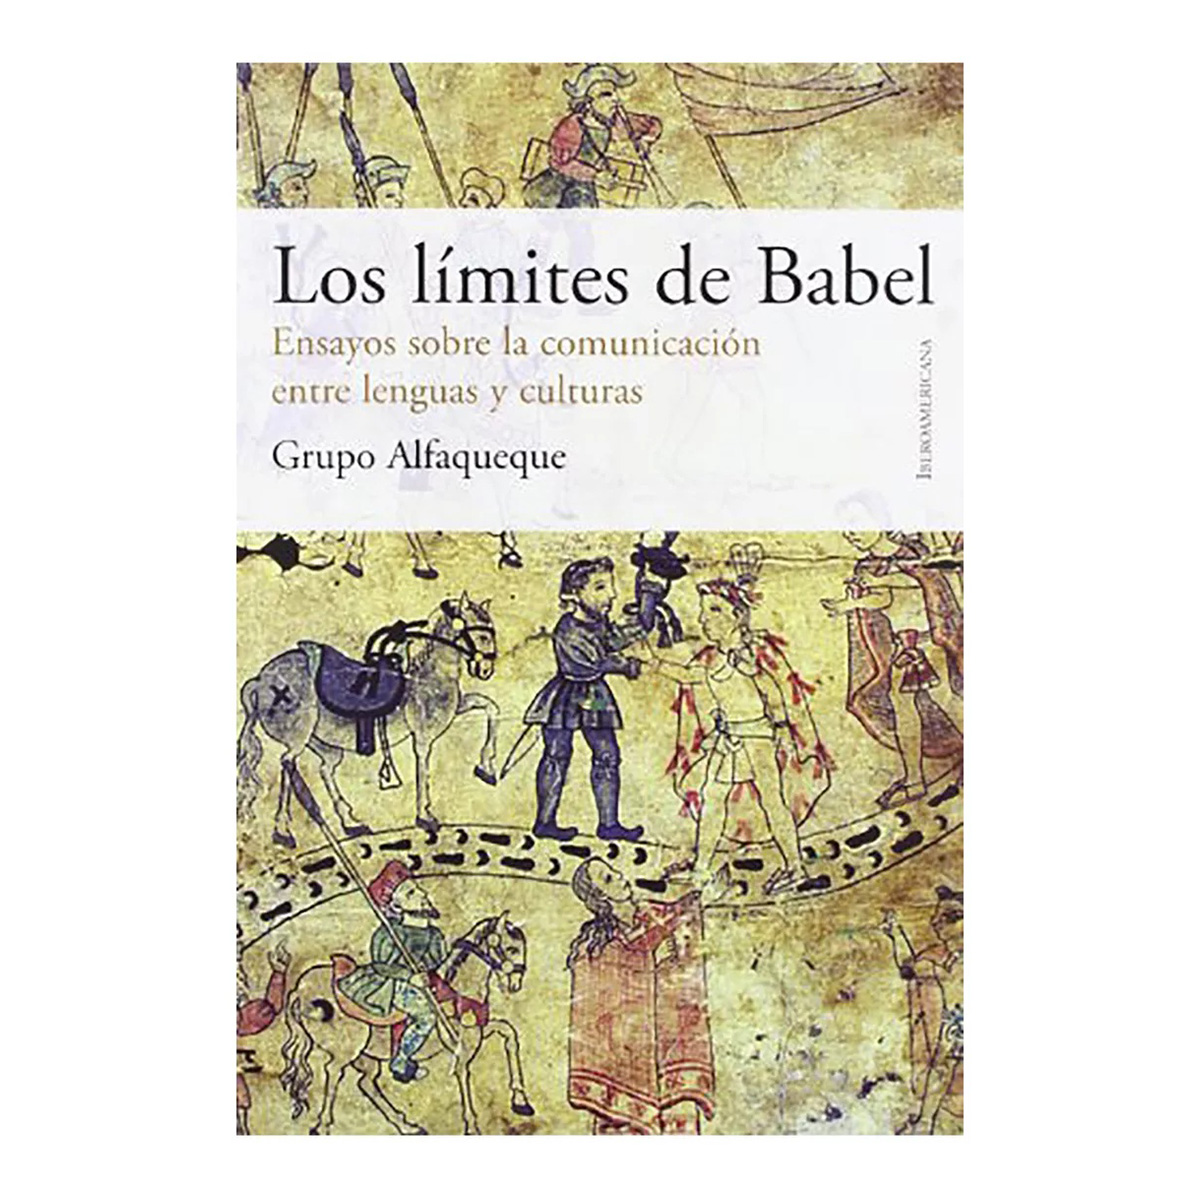 Los límites de Babel
Ensayos sobre la comunicación
entre lenguas y culturas
Grupo Alfaqueque
IBEROAMERICANA